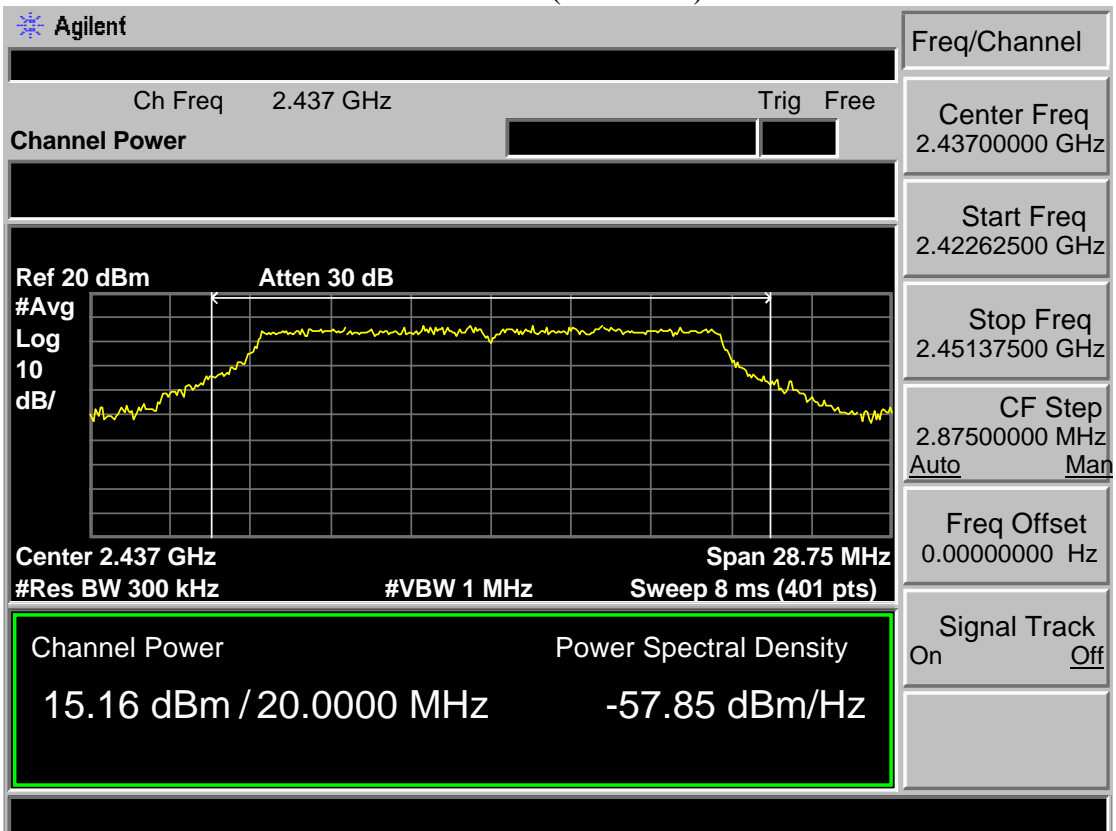 Agilent
Freq/Channel
Ch Freq 2.437 GHz Trig Free
Channel Power
Center Freq
2.43700000 GHz
Start Freq
2.42262500 GHz
Stop Freq
2.45137500 GHz
CF Step
2.87500000 MHz
Auto Man
Freq Offset
0.00000000 Hz
Signal Track
On Off
Ref 20 dBm Atten 30 dB
#Avg
Log
10
dB/
Center 2.437 GHz Span 28.75 MHz
#Res BW 300 kHz #VBW 1 MHz Sweep 8 ms (401 pts)
Channel Power Power Spectral Density
15.16 dBm / 20.0000 MHz -57.85 dBm/Hz